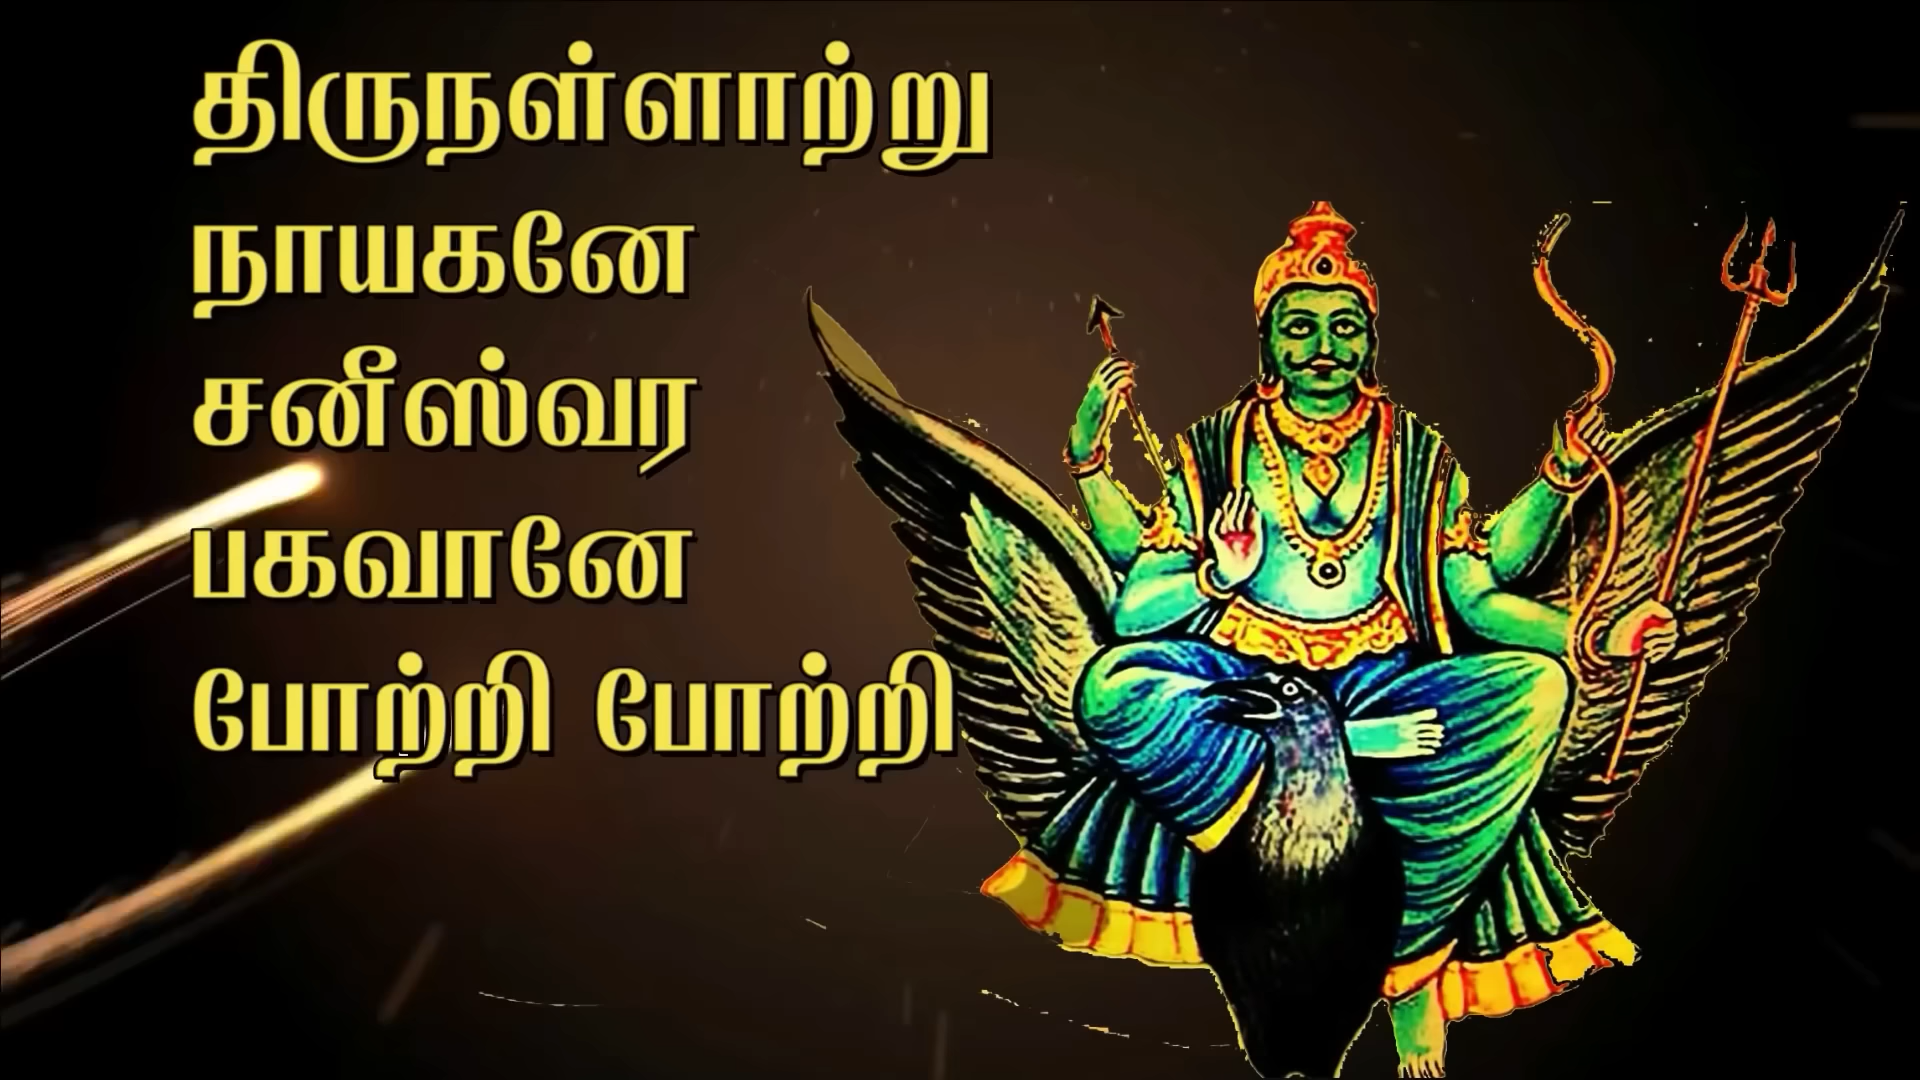 திருநள்ளாற்று
நாயகனே
சனீஸ்வர
பகவானே
போற்றி போற்றி